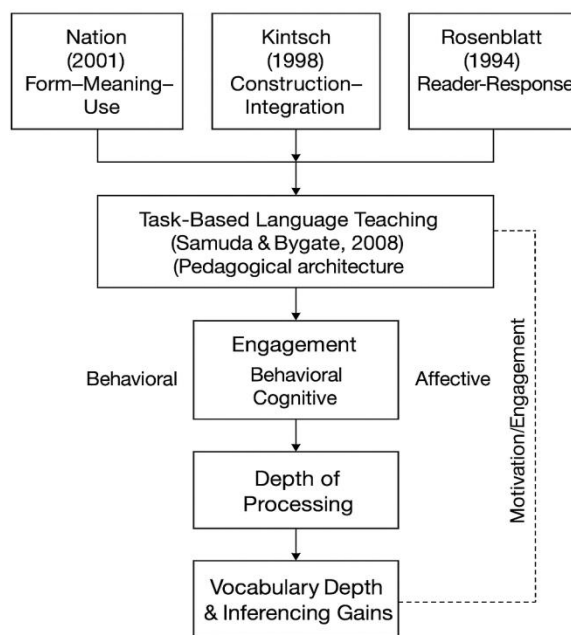 Nation
(2001)
Form–Meaning–
Use
Kintsch
(1998)
Construction–
Integration
Rosenblatt
(1994)
Reader-Response
Task-Based Language Teaching
(Samuda & Bygate, 2008)
(Pedagogical architecture
Engagement
Behavioral
Cognitive
Behavioral
Affective
Motivation/Engagement
Depth of
Processing
Vocabulary Depth
& Inferencing Gains